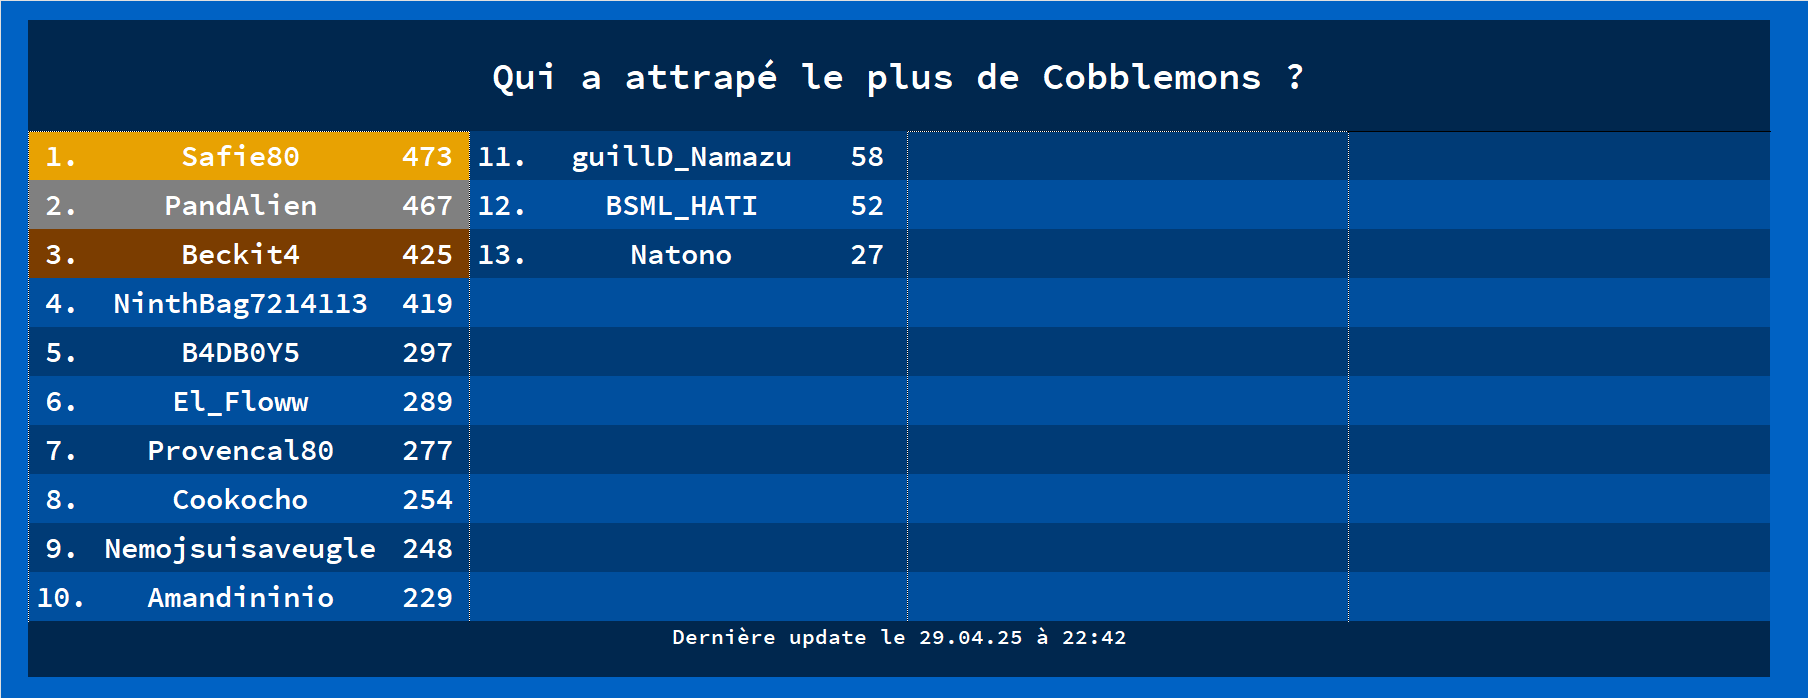 Qui a attrapé le plus de Cobblemons ?
1. Safie80 473
2. PandAlien 467
3. Beckit4 425
4. NinthBag7214113 419
5. B4DB0Y5 297
6. El_Floww 289
7. Provencal80 277
8. Cookocho 254
9. Nemojsuisaveugle 248
10. Amandininio 229
11. guillD_Namazu 58
12. BSML_HATI 52
13. Natono 27
Dernière update le 29.04.25 à 22:42